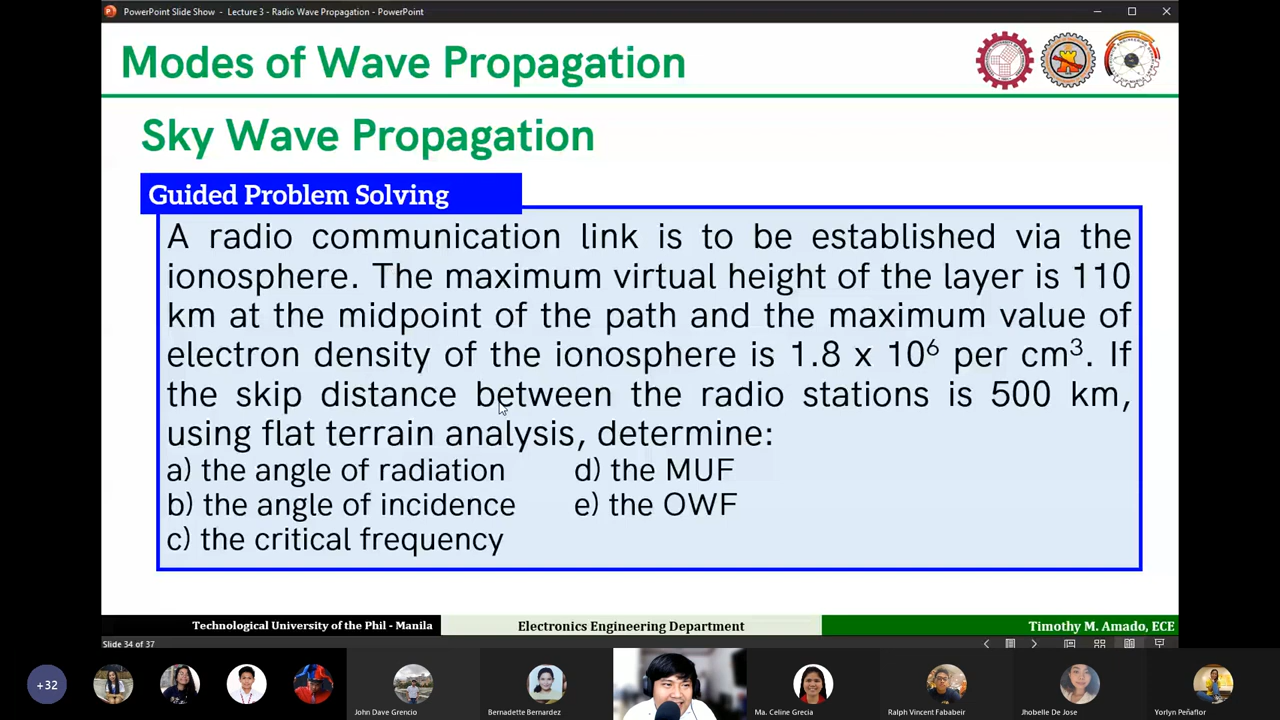 PowerPoint Slide Show - Lecture 3 - Radio Wave Propagation - PowerPoint
Modes of Wave Propagation
Sky Wave Propagation
Guided Problem Solving
A radio communication link is to be established via the
ionosphere. The maximum virtual height of the layer is 110
km at the midpoint of the path and the maximum value of
electron density of the ionosphere is 1.8 x 10⁶ per cm³. If
the skip distance between the radio stations is 500 km,
using flat terrain analysis, determine:
a) the angle of radiation
d) the MUF
b) the angle of incidence
e) the OWF
c) the critical frequency
Technological University of the Phil - Manila
Electronics Engineering Department
Timothy M. Amado, ECE
Slide 34 of 37
+32
John Dave Grencio
Bernadette Bernardez
Ma. Celine Grecia
Ralph Vincent Fababeir
Jhobelle De Jose
Yorlyn Peñaflor